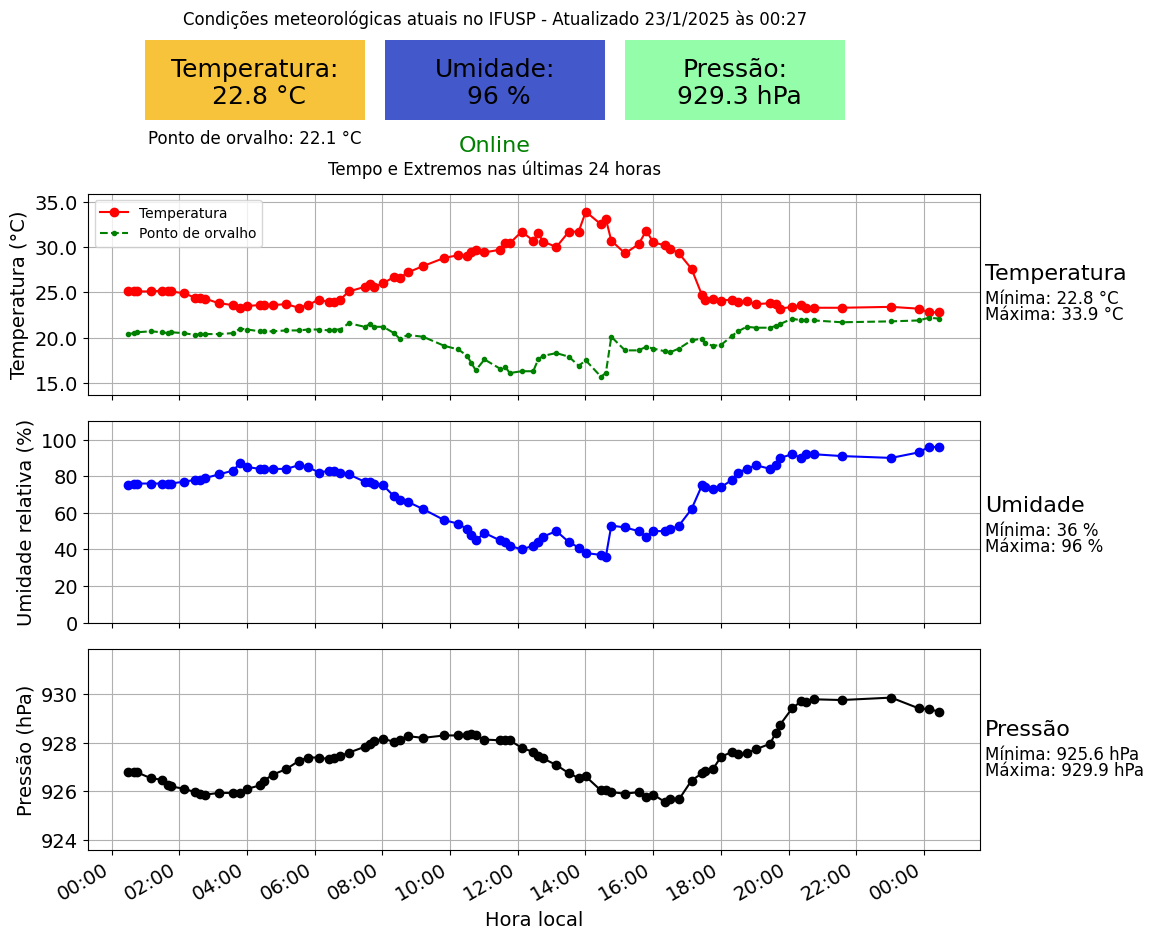 Condições meteorológicas atuais no IFUSP - Atualizado 23/1/2025 às 00:27
Temperatura:
22.8 °C
Umidade:
96 %
Pressão:
929.3 hPa
Ponto de orvalho: 22.1 °C
Online
Tempo e Extremos nas últimas 24 horas
Temperatura (°C)
35.0
30.0
25.0
20.0
15.0
Temperatura
Ponto de orvalho
Temperatura
Mínima: 22.8 °C
Máxima: 33.9 °C
Umidade relativa (%)
100
80
60
40
20
0
Umidade
Mínima: 36 %
Máxima: 96 %
Pressão (hPa)
930
928
926
924
Pressão
Mínima: 925.6 hPa
Máxima: 929.9 hPa
00:00 02:00 04:00 06:00 08:00 10:00 12:00 14:00 16:00 18:00 20:00 22:00 00:00
Hora local